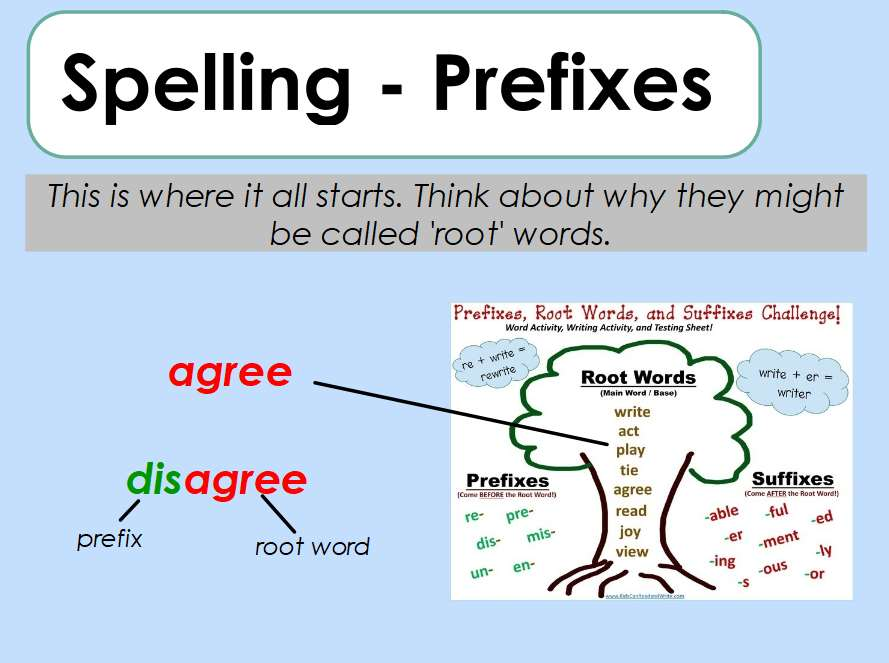 Spelling - Prefixes
This is where it all starts. Think about why they might
be called 'root' words.
agree
disagree
prefix
root word
Prefixes, Root Words, and Suffixes Challenge!
Word Activity, Writing Activity, and Testing Sheet!
re + write =
rewrite
write + er =
writer
Root Words
(Main Word / Base)
write
act
play
tie
agree
read
joy
view
Prefixes
(Come BEFORE the Root Word!)
re- pre-
dis- mis-
un- en-
Suffixes
(Come AFTER the Root Word!)
-able -ful -ed
-er -ment -ly
-ing -ous -or
-s